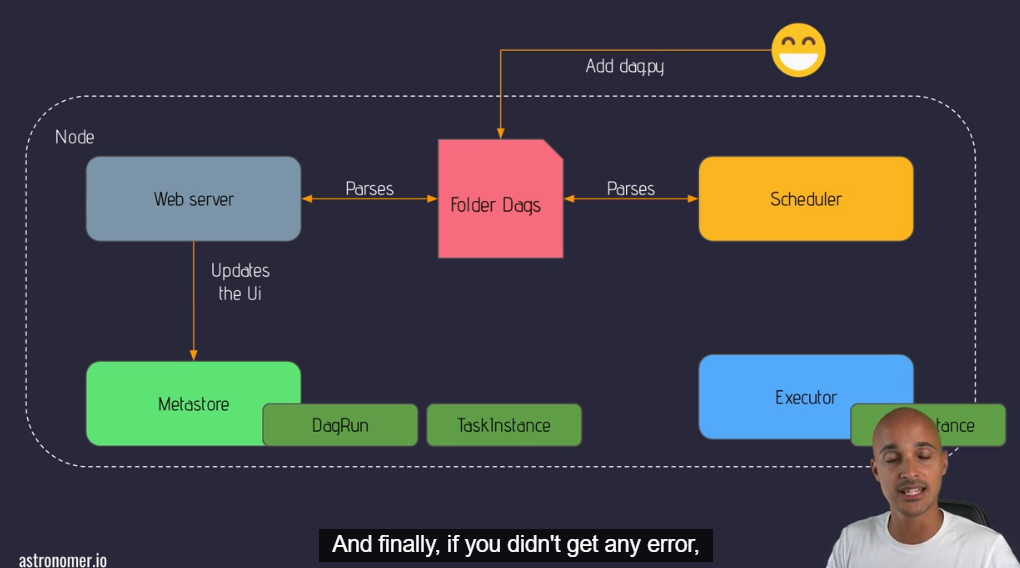 Add dag.py
Node
Web server
Parses
Folder Dags
Parses
Scheduler
Updates
the Ui
Metastore
DagRun
TaskInstance
Executor
tance
And finally, if you didn't get any error,
astronomer.io